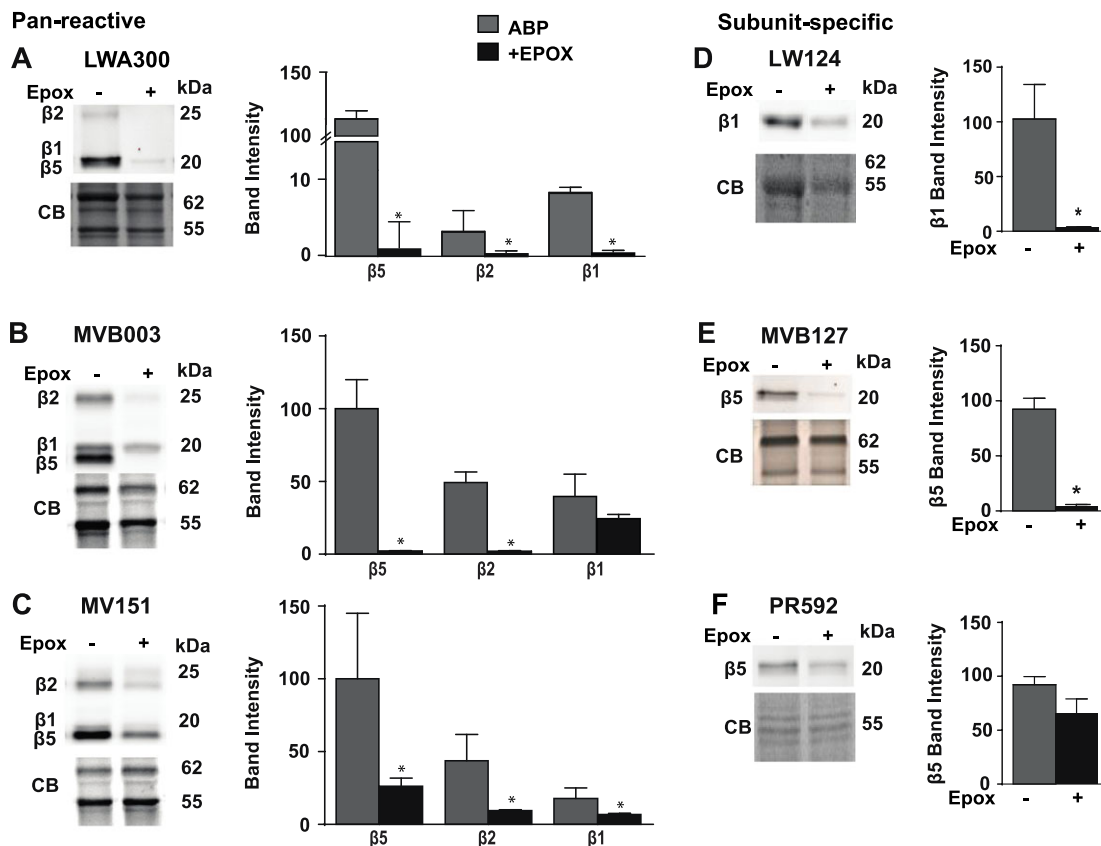 Pan-reactive
ABP
+EPOX
Subunit-specific
A
LWA300
Epox - + kDa
β2 25
β1
β5 20
CB 62
55
Band Intensity
150
100
10
0
* * *
β5 β2 β1
D
LW124
Epox - + kDa
β1 20
62
CB 55
β1 Band Intensity
150
100
50
0
*
Epox - +
B
MVB003
Epox - + kDa
β2 25
β1 20
β5
CB 62
55
Band Intensity
150
100
50
0
* *
β5 β2 β1
E
MVB127
Epox - + kDa
β5 20
CB 62
55
β5 Band Intensity
150
100
50
0
*
Epox - +
C
MV151
Epox - + kDa
25
β2
β1 20
β5
CB 62
55
Band Intensity
150
100
50
0
* * *
β5 β2 β1
F
PR592
Epox - + kDa
β5 20
CB 55
β5 Band Intensity
150
100
50
0
Epox - +